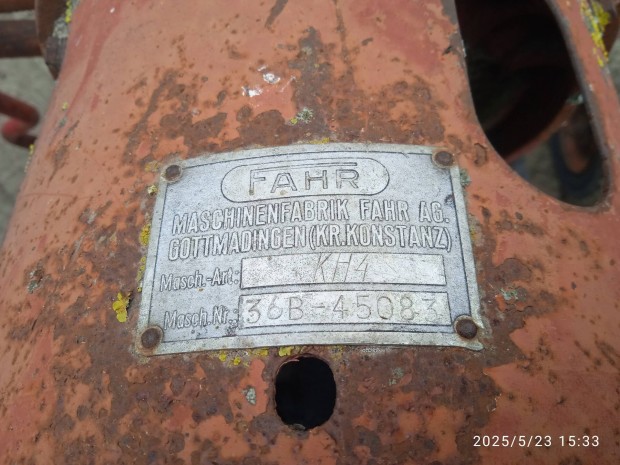 FAHR
MASCHINENFABRIK FAHR AG.
GOTTMADINGEN (KR.KONSTANZ)
Masch.-Art: KH4
Masch.Nr.: 36B-45083
2025/5/23 15:33